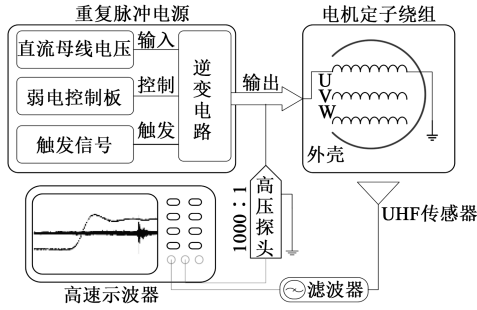 重复脉冲电源
电机定子绕组
直流母线电压
输入
弱电控制板
控制
触发信号
触发
逆变电路
输出
U
V
W
外壳
1000:1
高压探头
UHF传感器
高速示波器
滤波器